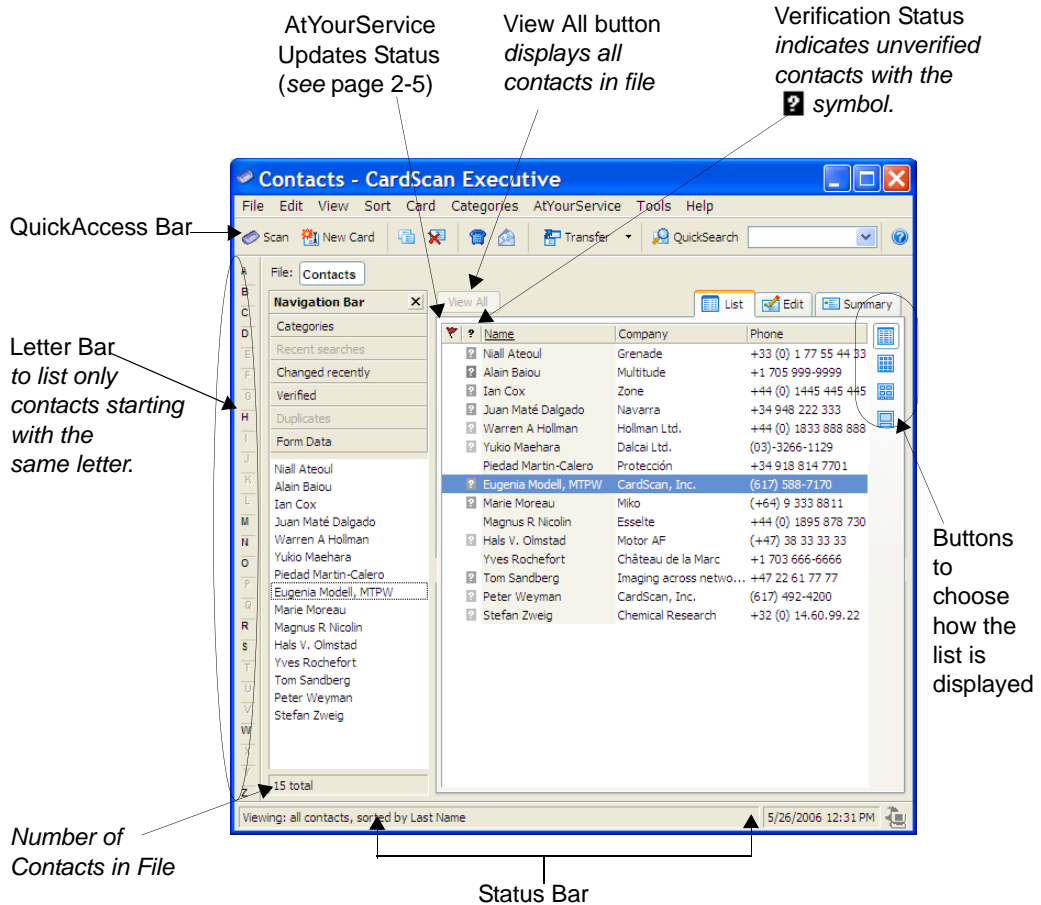 AtYourService
Updates Status
(see page 2-5)
View All button
displays all
contacts in file
Verification Status
indicates unverified
contacts with the
? symbol.
QuickAccess Bar
Letter Bar
to list only
contacts starting
with the
same letter.
Contacts - CardScan Executive
File Edit View Sort Card Categories AtYourService Tools Help
Scan New Card Transfer QuickSearch
A
B
C
D
E
F
G
H
I
J
K
L
M
N
O
P
Q
R
S
T
U
V
W
X
Y
Z
File: Contacts
Navigation Bar X
Categories
Recent searches
Changed recently
Verified
Duplicates
Form Data
Niall Ateoul
Alain Baiou
Ian Cox
Juan Maté Dalgado
Warren A Hollman
Yukio Maehara
Piedad Martin-Calero
Eugenia Modell, MTPW
Marie Moreau
Magnus R Nicolin
Hals V. Olmstad
Yves Rochefort
Tom Sandberg
Peter Weyman
Stefan Zweig
15 total
View All
List Edit Summary
? Name Company Phone
? Niall Ateoul Grenade +33 (0) 1 77 55 44 33
? Alain Baiou Multitude +1 705 999-9999
? Ian Cox Zone +44 (0) 1445 445 445
? Juan Maté Dalgado Navarra +34 948 222 333
? Warren A Hollman Hollman Ltd. +44 (0) 1833 888 888
? Yukio Maehara Dalcai Ltd. (03)-3266-1129
Piedad Martin-Calero Protección +34 918 814 7701
? Eugenia Modell, MTPW CardScan, Inc. (617) 588-7170
? Marie Moreau Miko (+64) 9 333 8811
Magnus R Nicolin Esselte +44 (0) 1895 878 730
? Hals V. Olmstad Motor AF (+47) 38 33 33 33
Yves Rochefort Château de la Marc +1 703 666-6666
? Tom Sandberg Imaging across netwo... +47 22 61 77 77
? Peter Weyman CardScan, Inc. (617) 492-4200
? Stefan Zweig Chemical Research +32 (0) 14.60.99.22
Viewing: all contacts, sorted by Last Name
5/26/2006 12:31 PM
Buttons
to
choose
how the
list is
displayed
Number of
Contacts in File
Status Bar